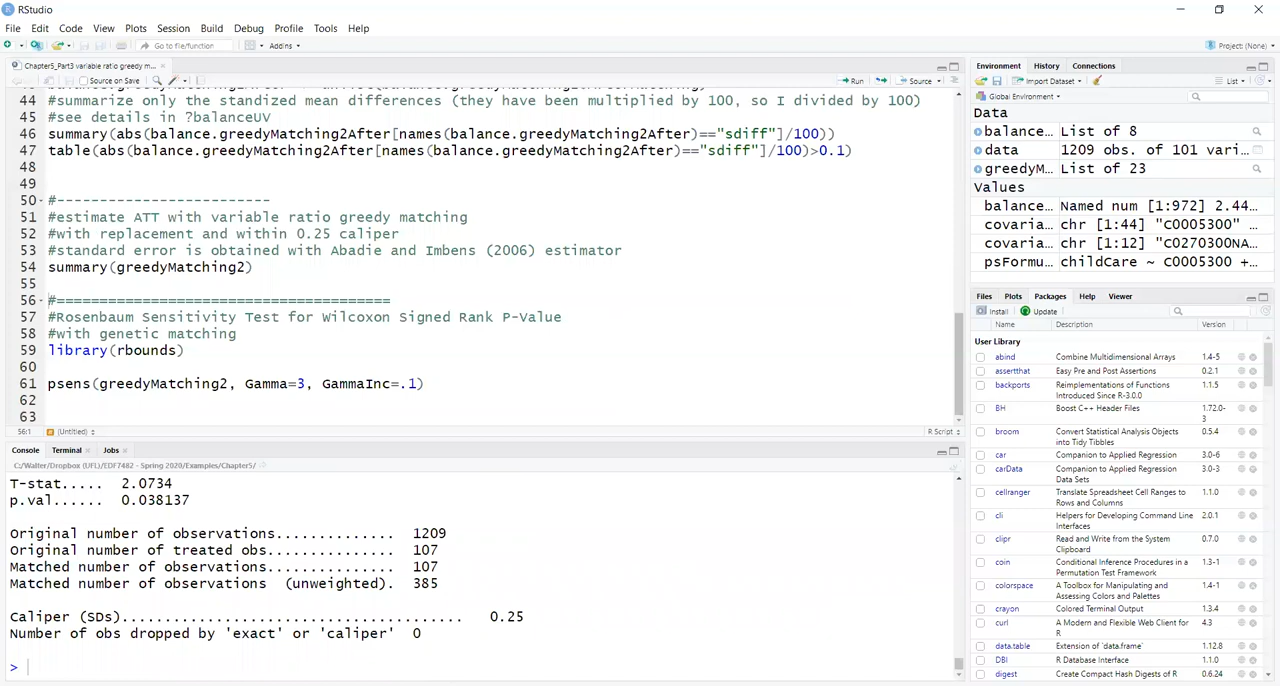 RStudio
File Edit Code View Plots Session Build Debug Profile Tools Help
Go to file/function Addins Project: (None)
Chapter5_Part3 variable ratio greedy m...
Source on Save Run Source
44 #summarize only the standized mean differences (they have been multiplied by 100, so I divided by 100)
45 #see details in ?balanceUV
46 summary(abs(balance.greedyMatching2After[names(balance.greedyMatching2After)=="sdiff"]/100))
47 table(abs(balance.greedyMatching2After[names(balance.greedyMatching2After)=="sdiff"]/100)>0.1)
48
49
50 #-------------------------
51 #estimate ATT with variable ratio greedy matching
52 #with replacement and within 0.25 caliper
53 #standard error is obtained with Abadie and Imbens (2006) estimator
54 summary(greedyMatching2)
55
56 #=======================================
57 #Rosenbaum Sensitivity Test for Wilcoxon Signed Rank P-Value
58 #with genetic matching
59 library(rbounds)
60
61 psens(greedyMatching2, Gamma=3, GammaInc=.1)
62
63
56:1 (Untitled) R Script
Console Terminal Jobs
C:/Walter/Dropbox (UFL)/EDF7482 - Spring 2020/Examples/Chapter5/
T-stat..... 2.0734
p.val...... 0.038137
Original number of observations.............. 1209
Original number of treated obs............... 107
Matched number of observations............... 107
Matched number of observations (unweighted). 385
Caliper (SDs)........................................ 0.25
Number of obs dropped by 'exact' or 'caliper' 0
>
Environment History Connections
Import Dataset List
Global Environment
Data
balance... List of 8
data 1209 obs. of 101 vari...
greedyM... List of 23
Values
balance... Named num [1:972] 2.44...
covaria... chr [1:44] "C0005300" ...
covaria... chr [1:12] "C0270300NA...
psFormu... childCare ~ C0005300 +...
Files Plots Packages Help Viewer
Install Update
Name Description Version
User Library
abind Combine Multidimensional Arrays 1.4-5
assertthat Easy Pre and Post Assertions 0.2.1
backports Reimplementations of Functions Introduced Since R-3.0.0 1.1.5
BH Boost C++ Header Files 1.72.0-3
broom Convert Statistical Analysis Objects into Tidy Tibbles 0.5.4
car Companion to Applied Regression 3.0-6
carData Companion to Applied Regression Data Sets 3.0-3
cellranger Translate Spreadsheet Cell Ranges to Rows and Columns 1.1.0
cli Helpers for Developing Command Line Interfaces 2.0.1
clipr Read and Write from the System Clipboard 0.7.0
coin Conditional Inference Procedures in a Permutation Test Framework 1.3-1
colorspace A Toolbox for Manipulating and Assessing Colors and Palettes 1.4-1
crayon Colored Terminal Output 1.3.4
curl A Modern and Flexible Web Client for R 4.3
data.table Extension of `data.frame` 1.12.8
DBI R Database Interface 1.1.0
digest Create Compact Hash Digests of R 0.6.24